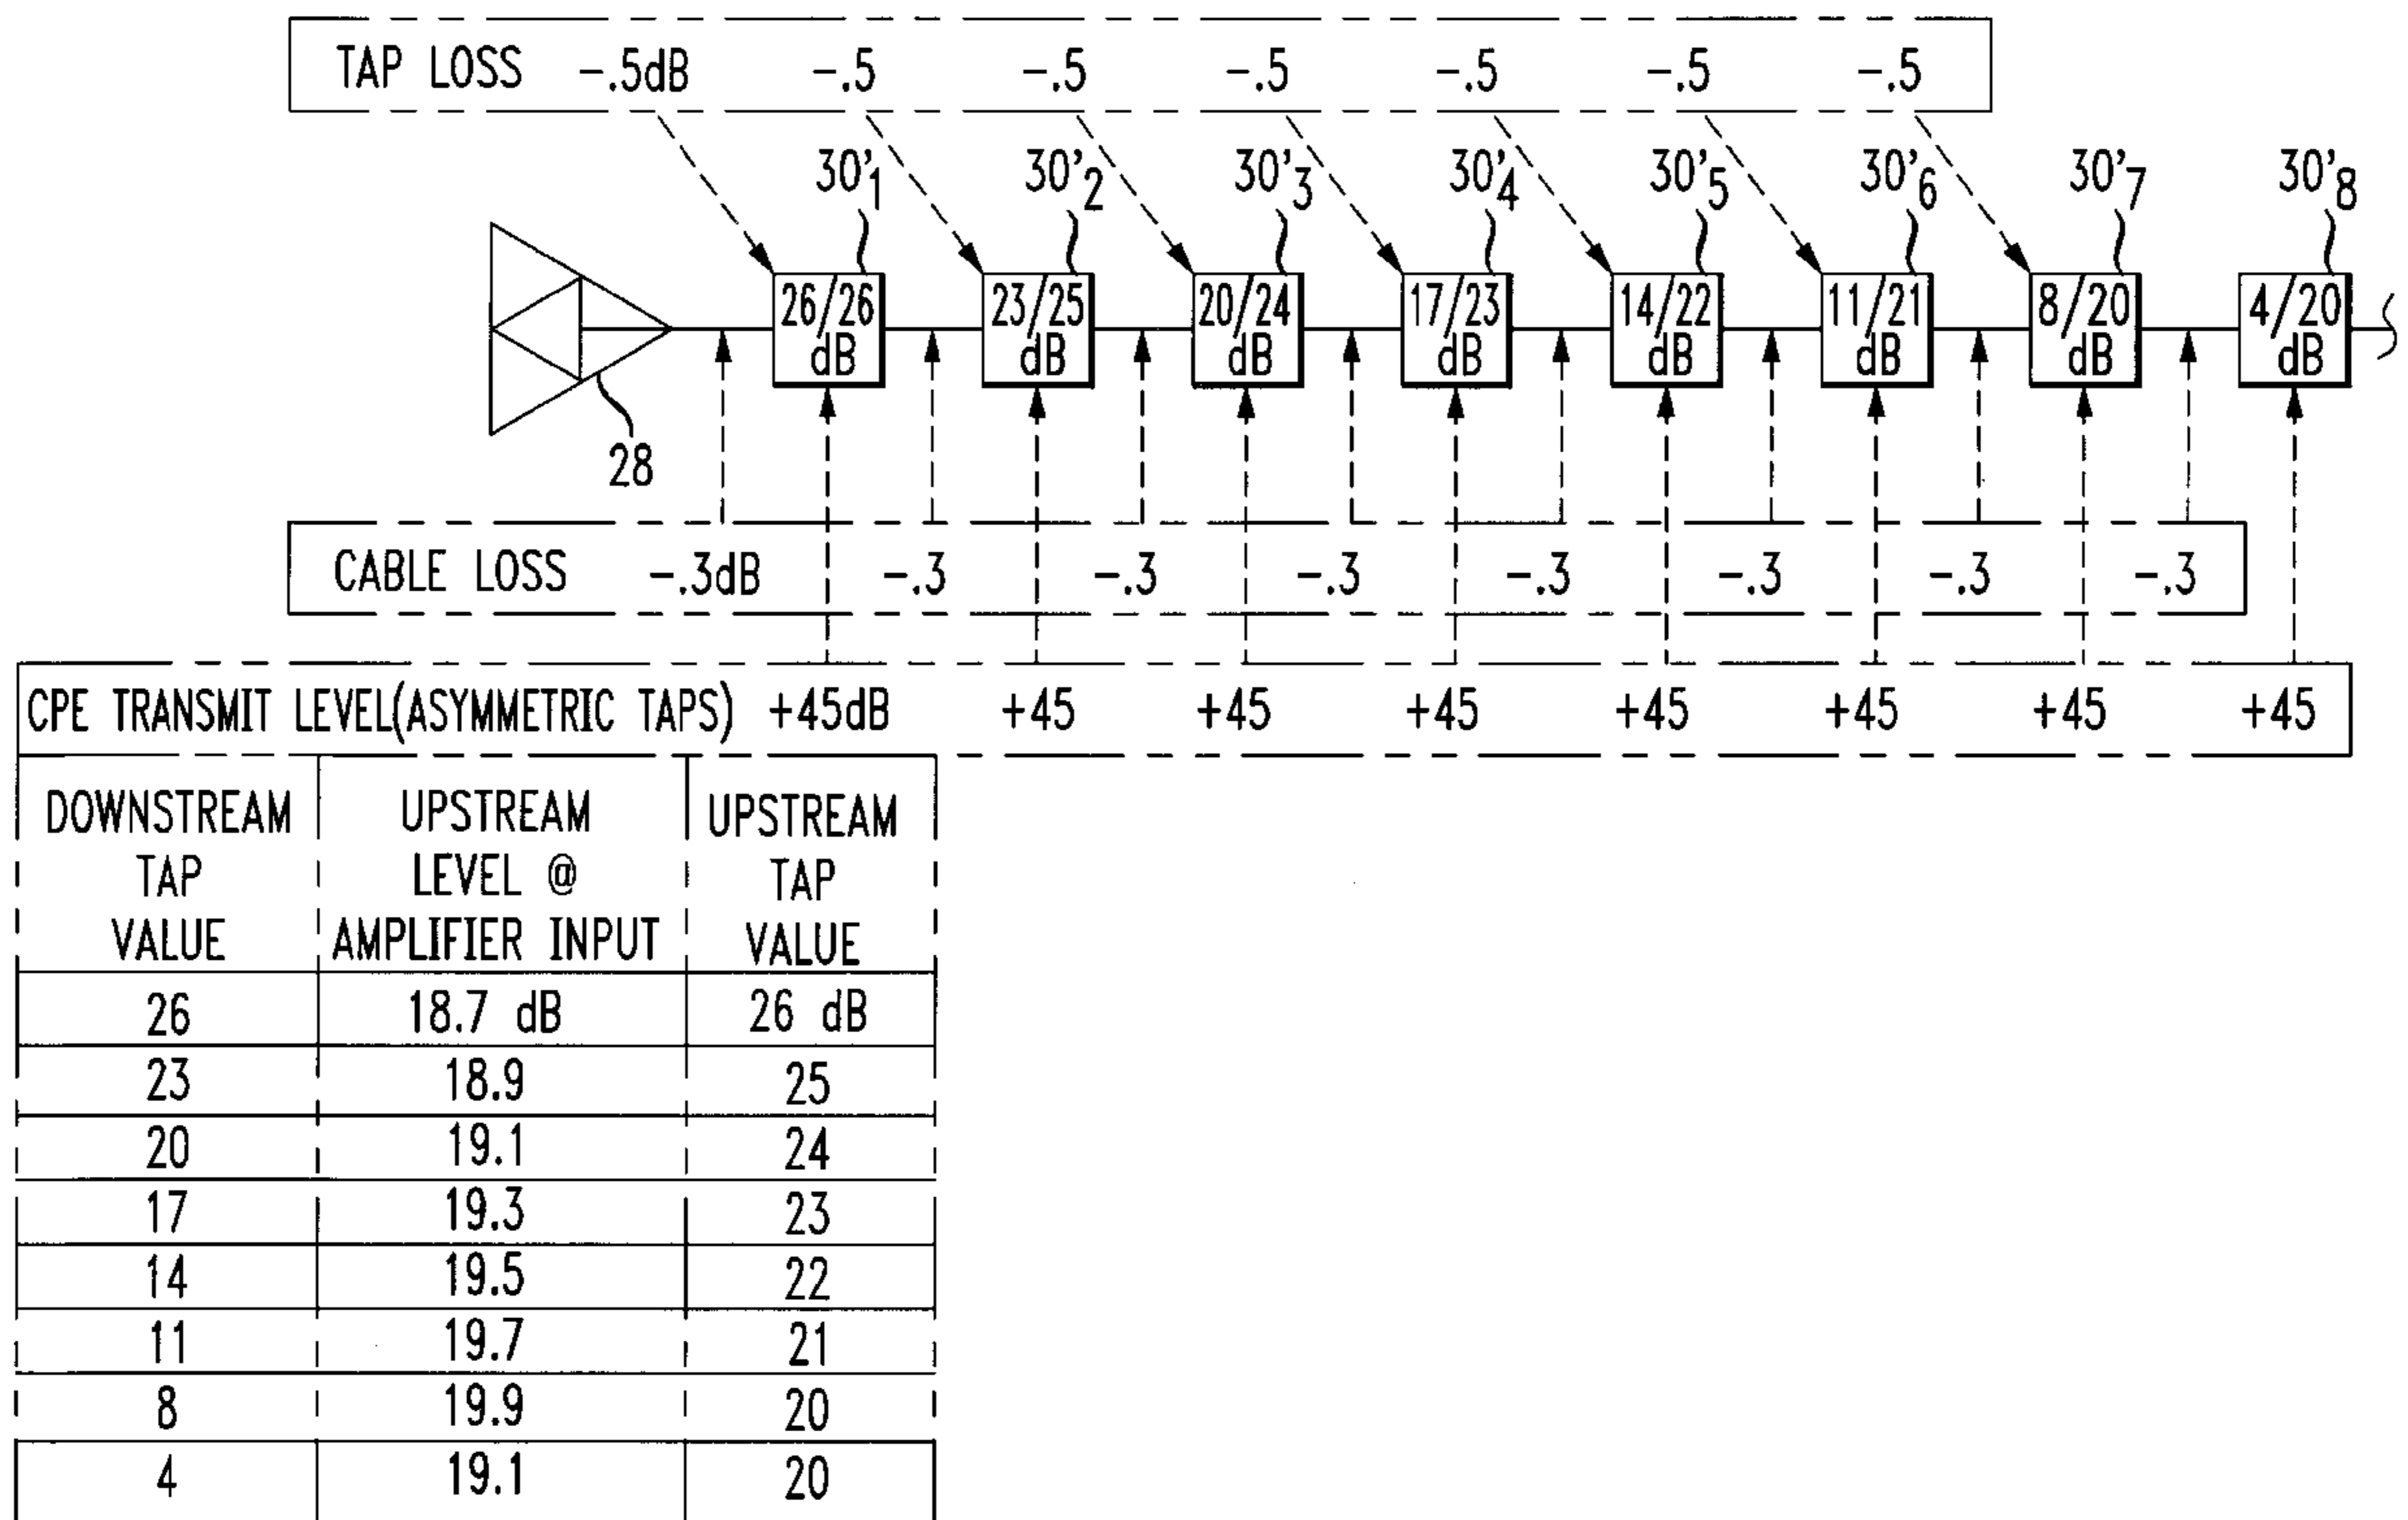 TAP LOSS -.5dB -.5 -.5 -.5 -.5 -.5 -.5
30'1 30'2 30'3 30'4 30'5 30'6 30'7 30'8
26/26 dB 23/25 dB 20/24 dB 17/23 dB 14/22 dB 11/21 dB 8/20 dB 4/20 dB
28
CABLE LOSS -.3dB -.3 -.3 -.3 -.3 -.3 -.3 -.3
CPE TRANSMIT LEVEL(ASYMMETRIC TAPS) +45dB +45 +45 +45 +45 +45 +45 +45
DOWNSTREAM TAP VALUE UPSTREAM LEVEL @ AMPLIFIER INPUT UPSTREAM TAP VALUE
26 18.7 dB 26 dB
23 18.9 25
20 19.1 24
17 19.3 23
14 19.5 22
11 19.7 21
8 19.9 20
4 19.1 20